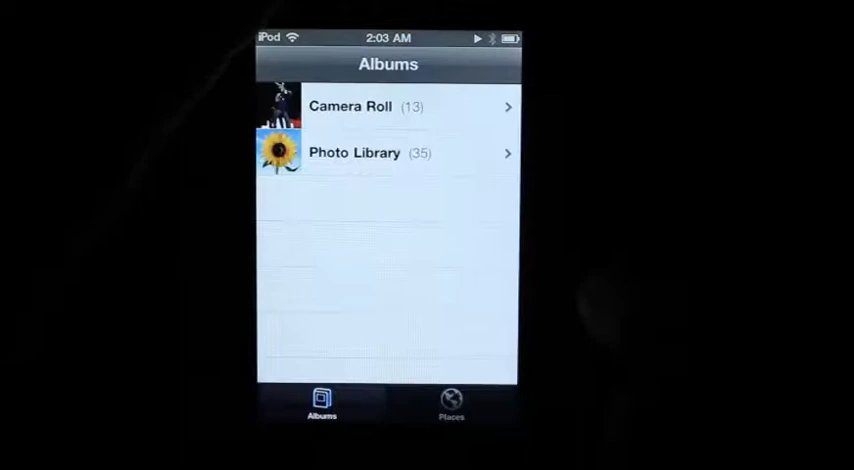 iPod 2:03 AM
Albums
Camera Roll (13)
Photo Library (35)
Albums Places